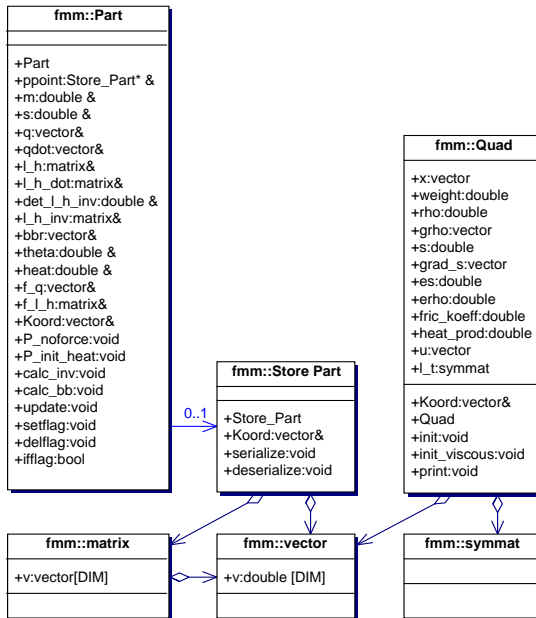 fmm::Part
+Part
+ppoint:Store_Part* &
+m:double &
+s:double &
+q:vector&
+qdot:vector&
+l_h:matrix&
+l_h_dot:matrix&
+det_l_h_inv:double &
+l_h_inv:matrix&
+bbr:vector&
+theta:double &
+heat:double &
+f_q:vector&
+f_l_h:matrix&
+Koord:vector&
+P_noforce:void
+P_init_heat:void
+calc_inv:void
+calc_bb:void
+update:void
+setflag:void
+delflag:void
+ifflag:bool
0..1
fmm::Store Part
+Store_Part
+Koord:vector&
+serialize:void
+deserialize:void
fmm::Quad
+x:vector
+weight:double
+rho:double
+grho:vector
+s:double
+grad_s:vector
+es:double
+erho:double
+fric_koeff:double
+heat_prod:double
+u:vector
+l_t:symmat
+Koord:vector&
+Quad
+init:void
+init_viscous:void
+print:void
fmm::matrix
+v:vector[DIM]
fmm::vector
+v:double [DIM]
fmm::symmat